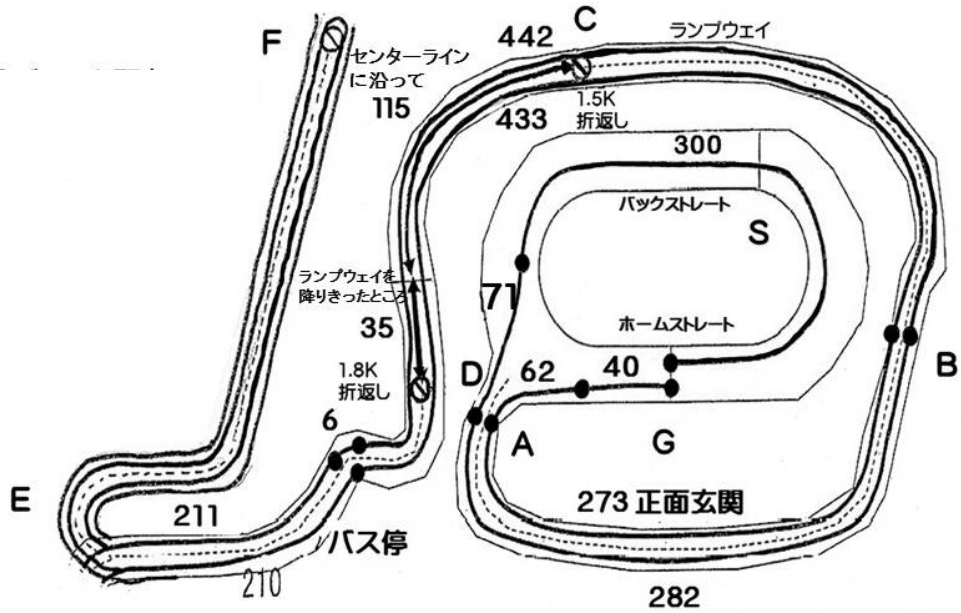 F
センターライン
に沿って
115
442
C
ランプウェイ
1.5K
折返し
433
300
バックストレート
S
ランプウェイを
降りきったところ
35
71
ホームストレート
1.8K
折返し
D
62
40
B
6
A
G
E
211
バス停
273 正面玄関
210
282